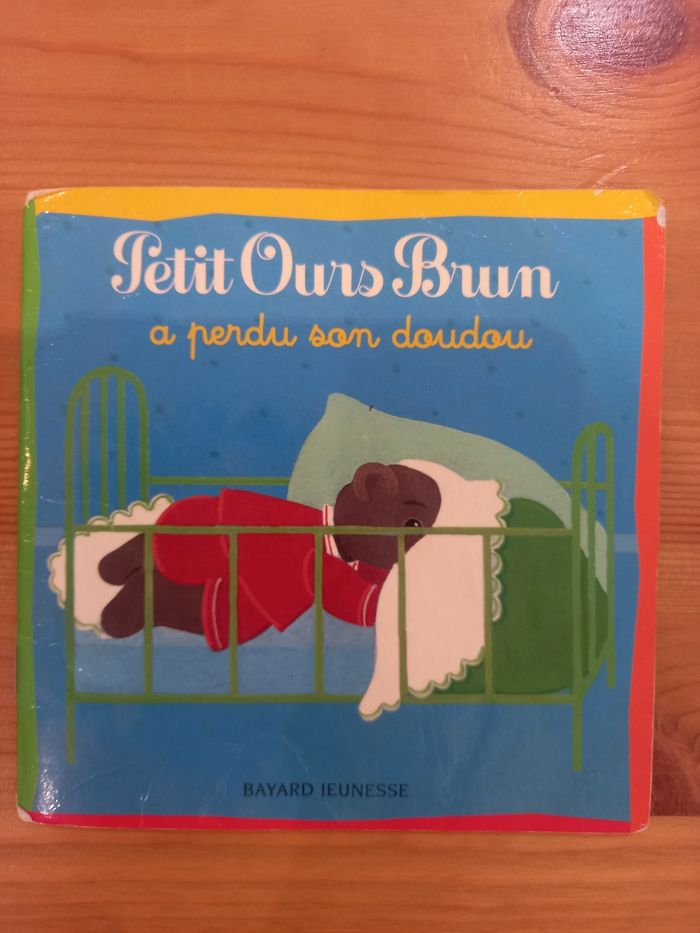 Petit Ours Brun
a perdu son doudou
BAYARD JEUNESSE